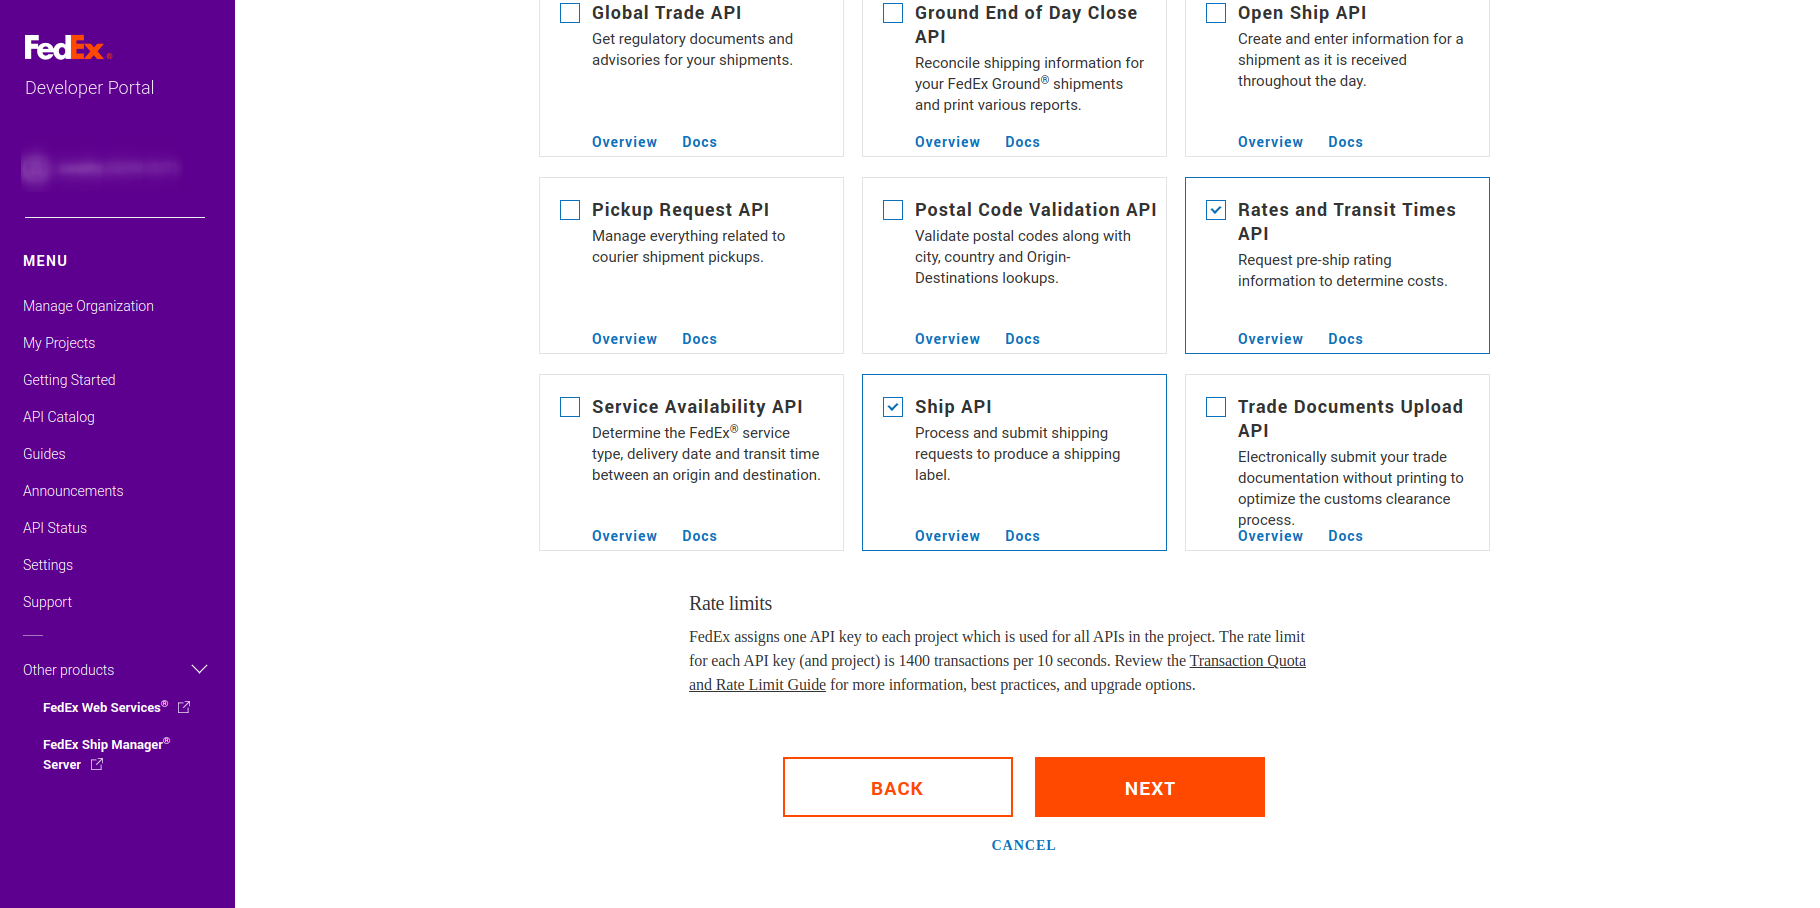 FedEx®
Developer Portal
MENU
Manage Organization
My Projects
Getting Started
API Catalog
Guides
Announcements
API Status
Settings
Support
Other products
FedEx Web Services®
FedEx Ship Manager®
Server
Global Trade API
Get regulatory documents and
advisories for your shipments.
Overview Docs
Ground End of Day Close
API
Reconcile shipping information for
your FedEx Ground® shipments
and print various reports.
Overview Docs
Open Ship API
Create and enter information for a
shipment as it is received
throughout the day.
Overview Docs
Pickup Request API
Manage everything related to
courier shipment pickups.
Overview Docs
Postal Code Validation API
Validate postal codes along with
city, country and Origin-
Destinations lookups.
Overview Docs
Rates and Transit Times
API
Request pre-ship rating
information to determine costs.
Overview Docs
Service Availability API
Determine the FedEx® service
type, delivery date and transit time
between an origin and destination.
Overview Docs
Ship API
Process and submit shipping
requests to produce a shipping
label.
Overview Docs
Trade Documents Upload
API
Electronically submit your trade
documentation without printing to
optimize the customs clearance
process.
Overview Docs
Rate limits
FedEx assigns one API key to each project which is used for all APIs in the project. The rate limit
for each API key (and project) is 1400 transactions per 10 seconds. Review the Transaction Quota
and Rate Limit Guide for more information, best practices, and upgrade options.
BACK
NEXT
CANCEL